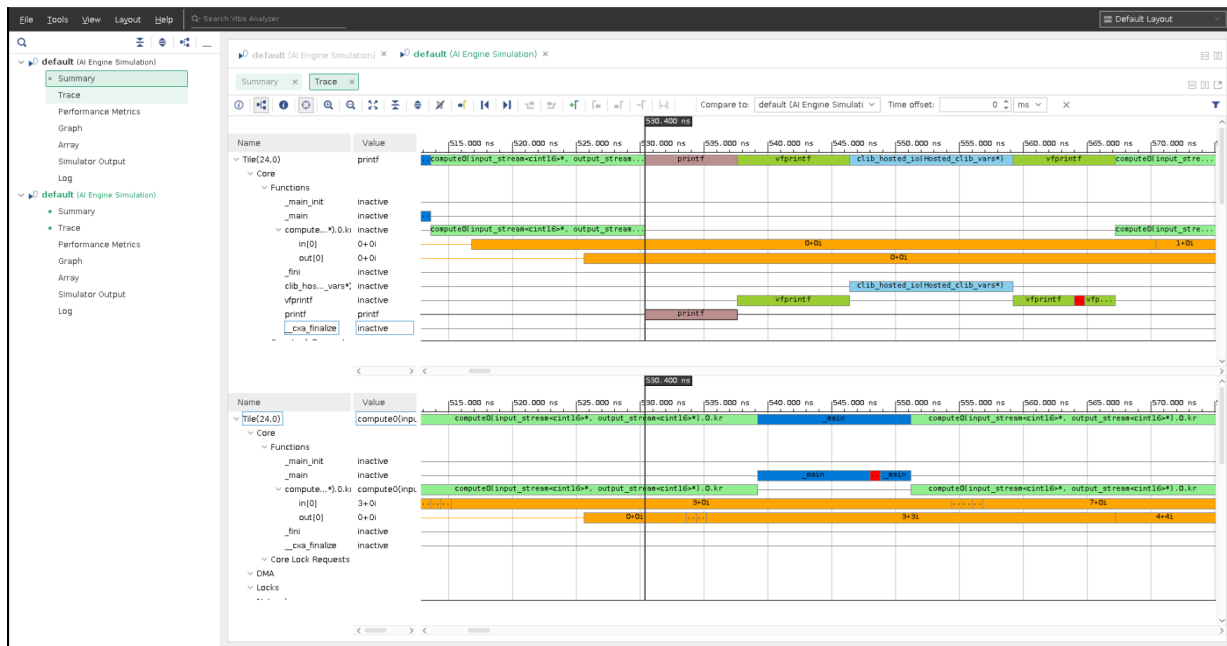 File Tools View Layout Help Q- Search Vitis Analyzer Default Layout
default (AI Engine Simulation)
Summary
Trace
Performance Metrics
Graph
Array
Simulator Output
Log
default (AI Engine Simulation)
Summary
Trace
Performance Metrics
Graph
Array
Simulator Output
Log
default (AI Engine Simulation) × default (AI Engine Simulation) ×
Summary × Trace ×
Compare to: default (AI Engine Simulati Time offset: 0 ms ×
530.400 ns
Name Value 515.000 ns 520.000 ns 525.000 ns 530.000 ns 535.000 ns 540.000 ns 545.000 ns 550.000 ns 555.000 ns 560.000 ns 565.000 ns 570.000 ns
Tile(24,0) printf compute0(input_stream<cint16>*, output_stream... printf vfprintf clib_hosted_io(Hosted_clib_vars*) vfprintf compute0(input_stre...
Core
Functions
_main_init inactive
_main inactive
compute...*).0.ki inactive compute0(input_stream<cint16>*, output_stream... compute0(input_stre...
in[0] 0+0i 0+0i 1+0i
out[0] 0+0i 0+0i
_fini inactive
clib_hos..._vars*) inactive clib_hosted_io(Hosted_clib_vars*)
vfprintf inactive vfprintf vfprintf vfp...
printf printf printf
__cxa_finalize inactive
530.400 ns
Name Value 515.000 ns 520.000 ns 525.000 ns 530.000 ns 535.000 ns 540.000 ns 545.000 ns 550.000 ns 555.000 ns 560.000 ns 565.000 ns 570.000 ns
Tile(24,0) compute0(inpu compute0(input_stream<cint16>*, output_stream<cint16>*).0.kr _main compute0(input_stream<cint16>*, output_stream<cint16>*).0.kr
Core
Functions
_main_init inactive
_main inactive _main _main
compute...*).0.ki compute0(inpu compute0(input_stream<cint16>*, output_stream<cint16>*).0.kr compute0(input_stream<cint16>*, output_stream<cint16>*).0.kr
in[0] 3+0i 3+0i 7+0i
out[0] 0+0i 0+0i 3+3i 4+4i
_fini inactive
__cxa_finalize inactive
Core Lock Requests
DMA
Locks